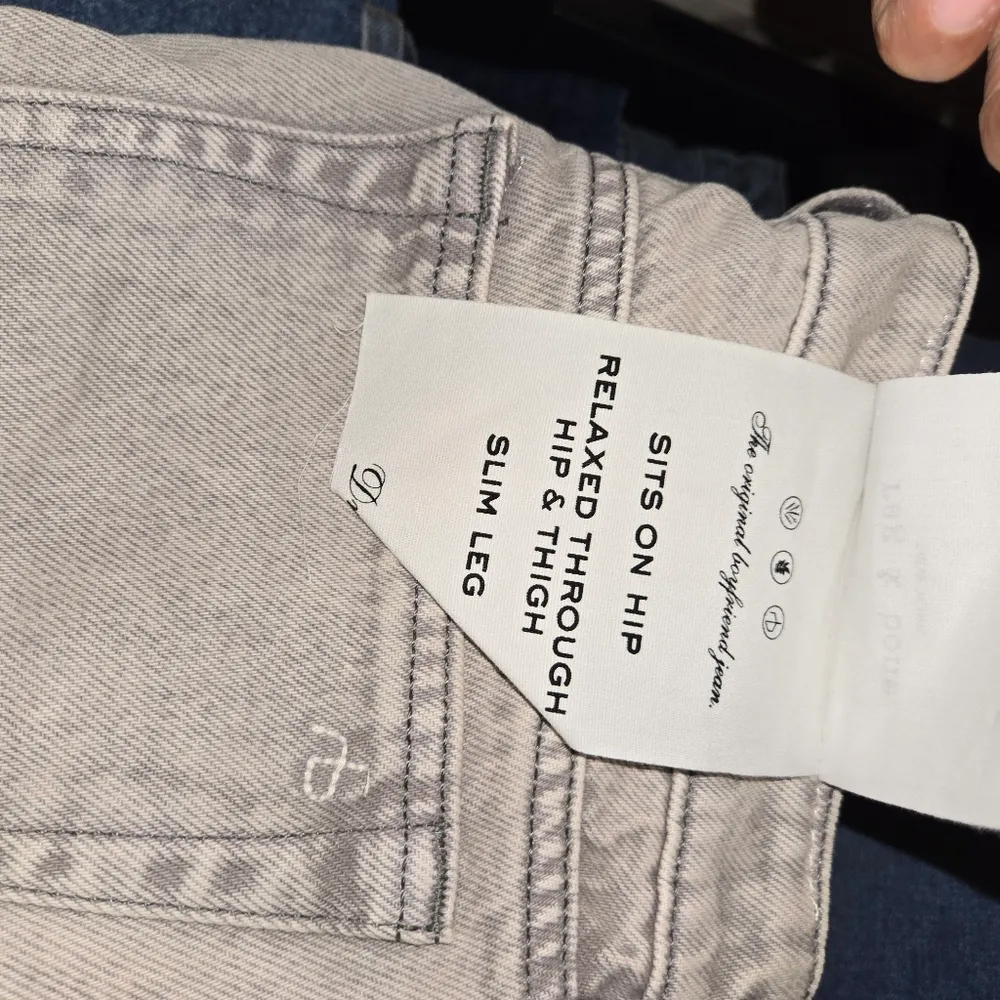 The original boyfriend jean.
SITS ON HIP
RELAXED THROUGH
HIP & THIGH
SLIM LEG